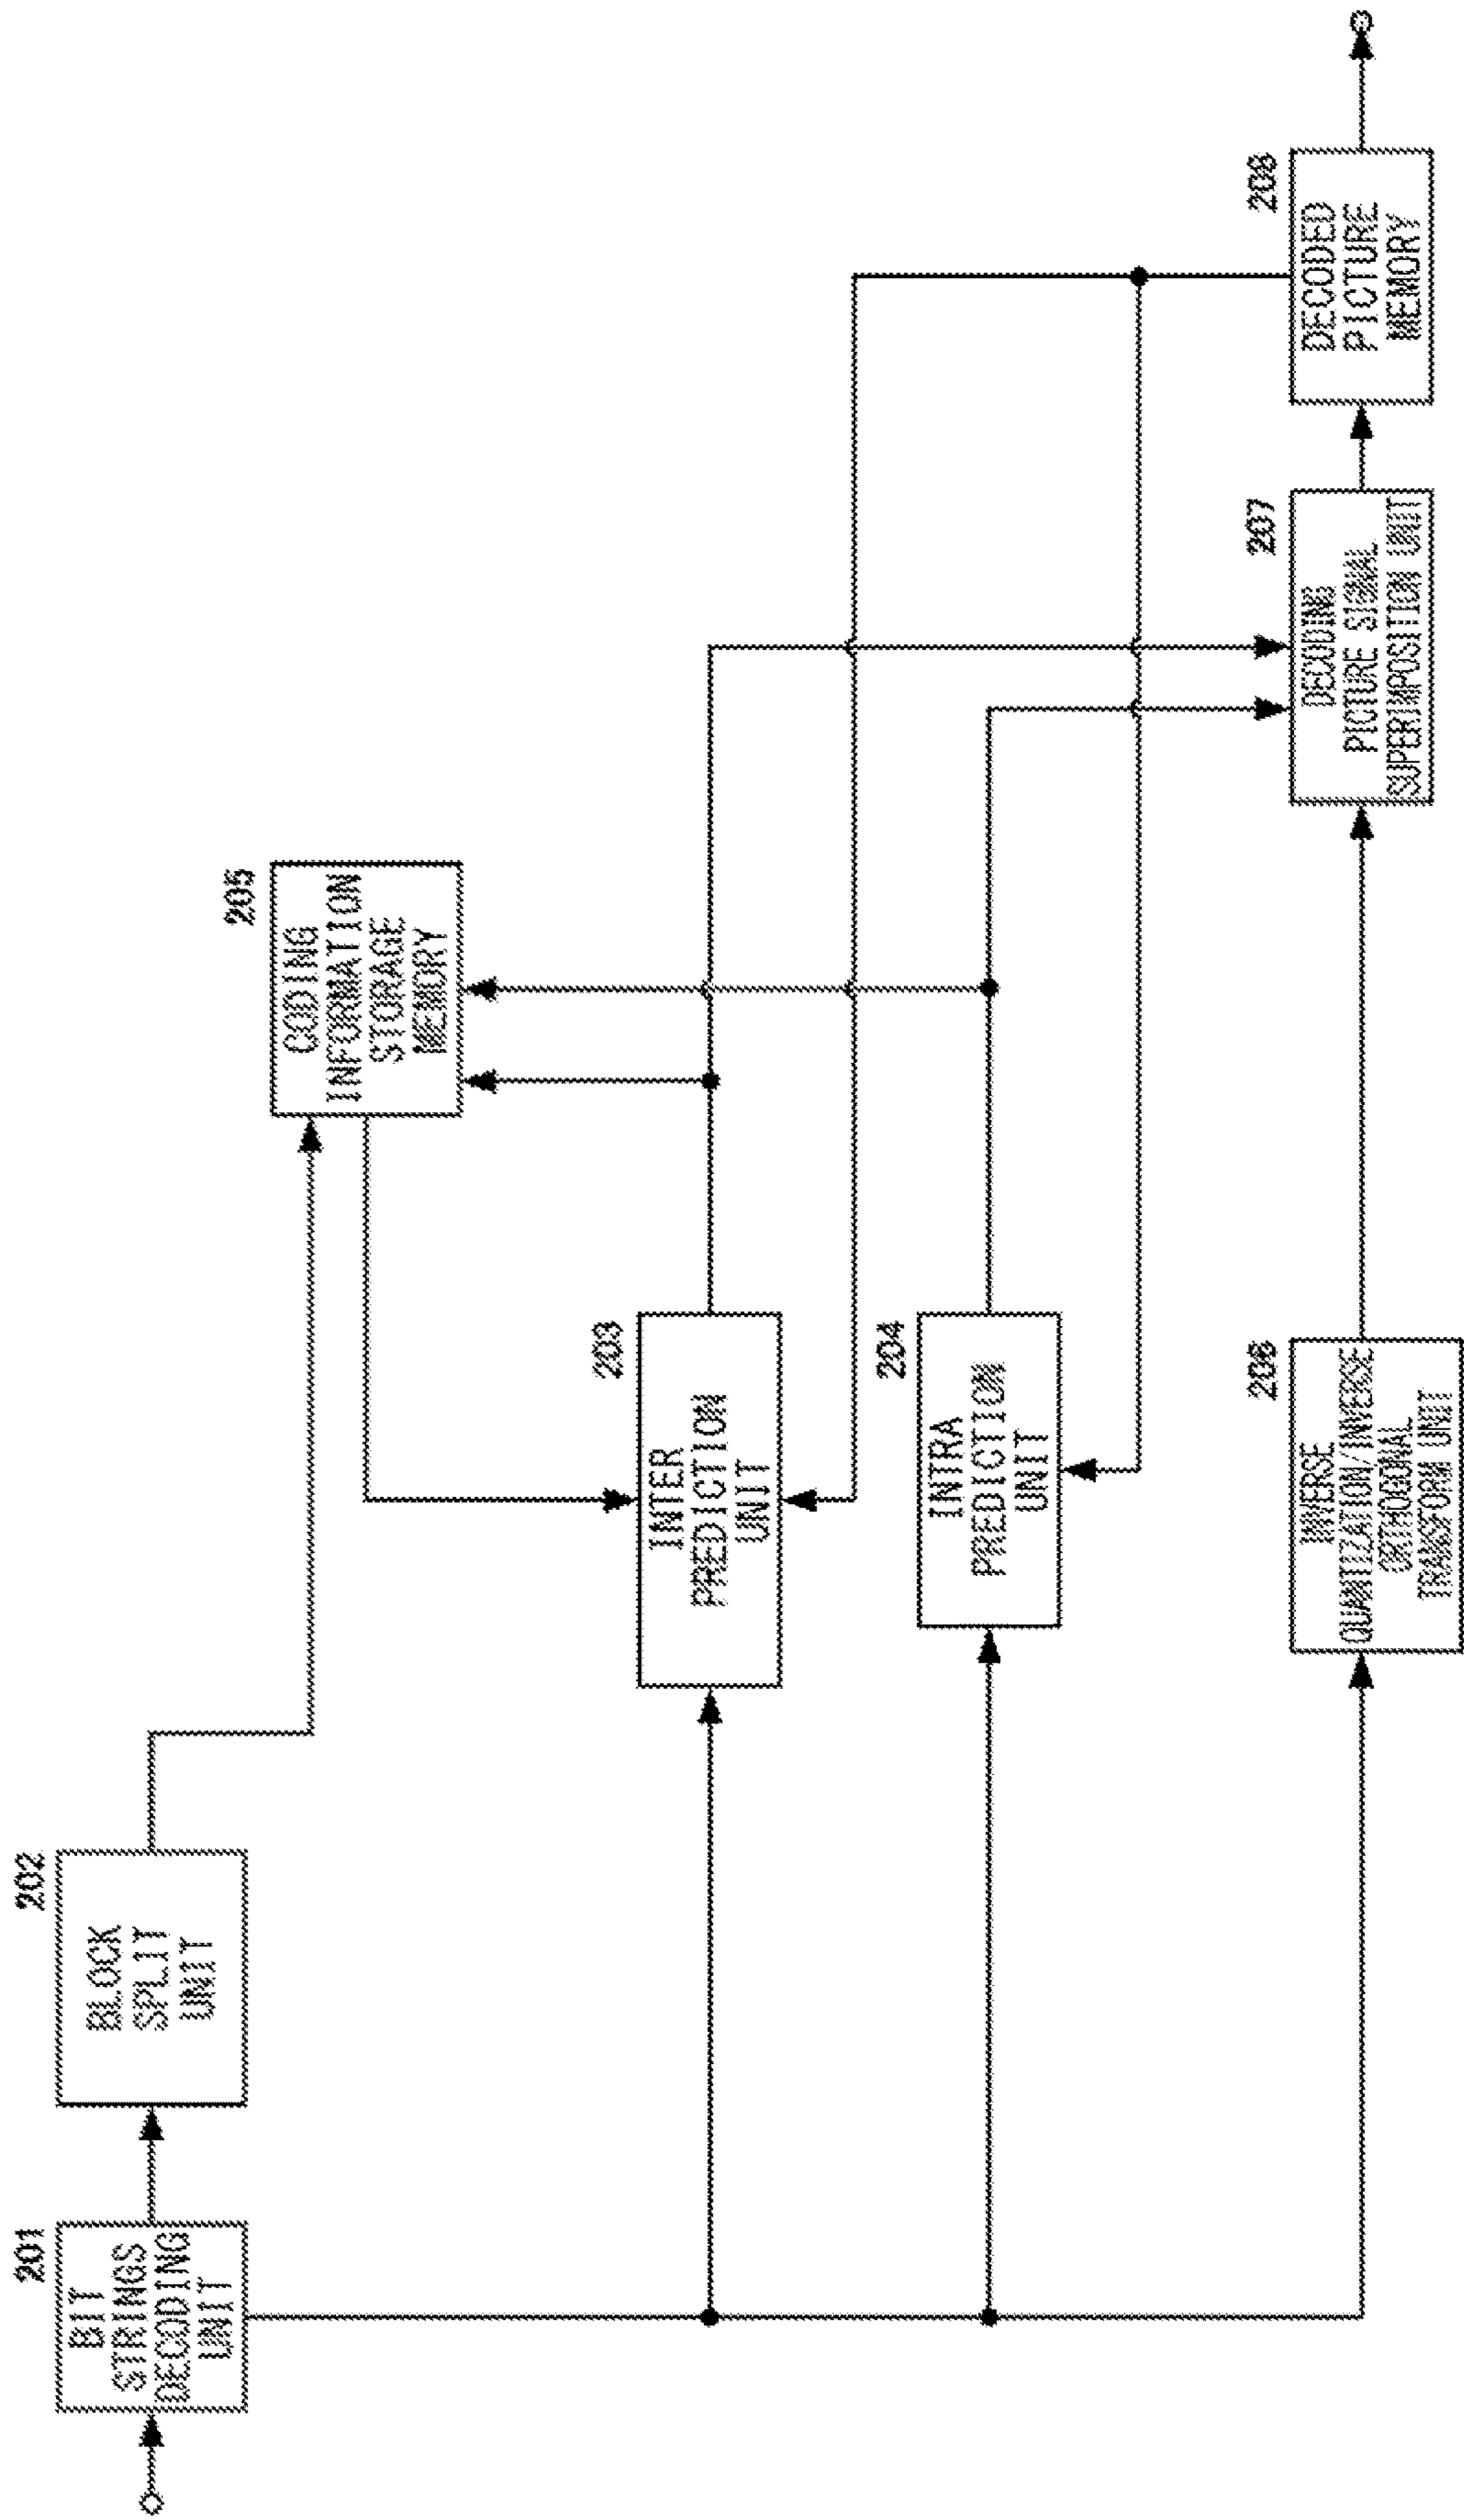 201
BIT
STRINGS
DECODING
UNIT
202
BLOCK
SPLIT
UNIT
205
CODING
INFORMATION
STORAGE
MEMORY
203
INTER
PREDICTION
UNIT
204
INTRA
PREDICTION
UNIT
206
INVERSE
QUANTIZATION/INVERSE
ORTHOGONAL
TRANSFORM UNIT
207
DECODING
PICTURE SIGNAL
SUPERIMPOSITION UNIT
208
DECODED
PICTURE
MEMORY